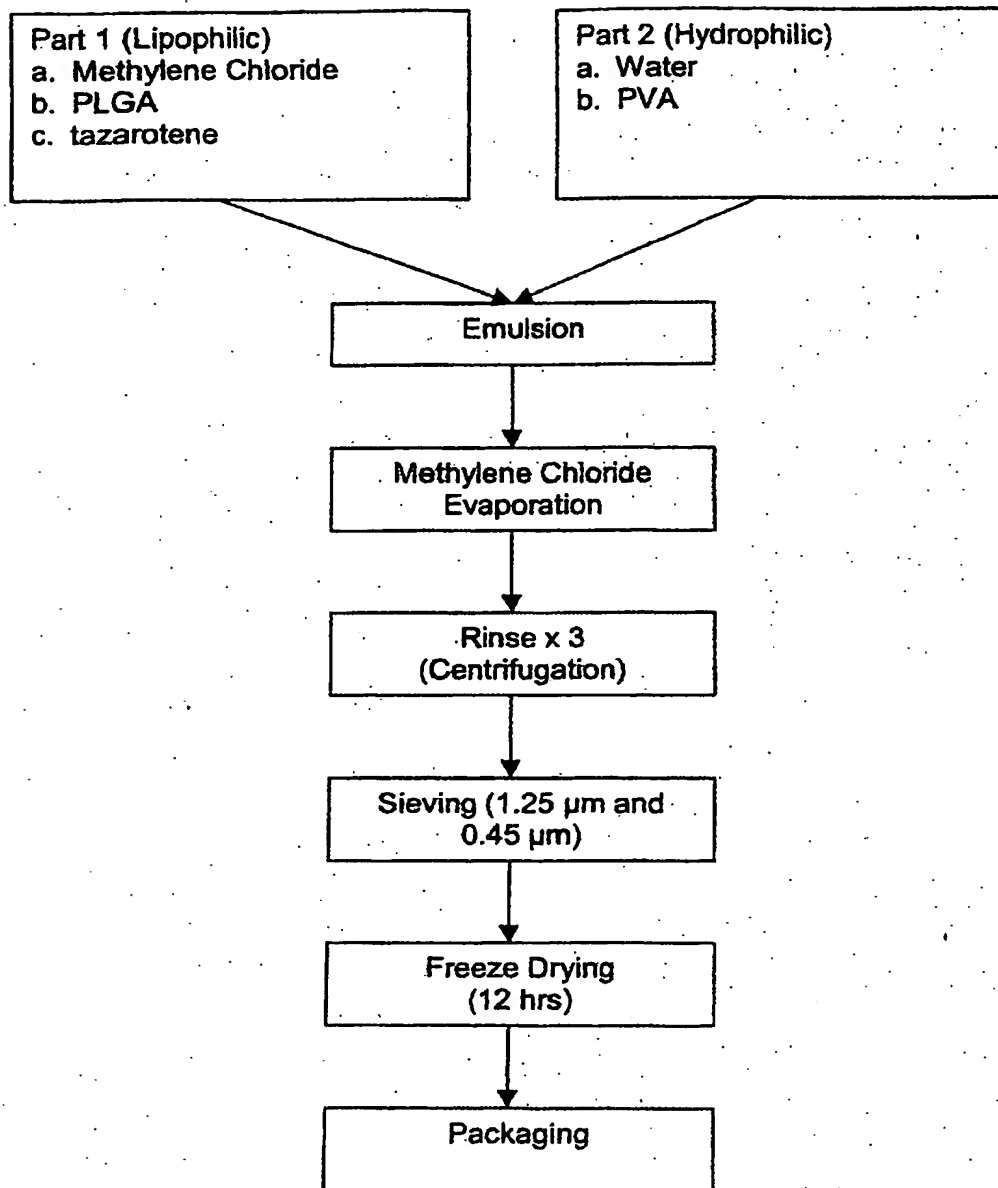 Part 1 (Lipophilic)
a. Methylene Chloride
b. PLGA
c. tazarotene
Part 2 (Hydrophilic)
a. Water
b. PVA
Emulsion
Methylene Chloride
Evaporation
Rinse x 3
(Centrifugation)
Sieving (1.25 µm and
0.45 µm)
Freeze Drying
(12 hrs)
Packaging